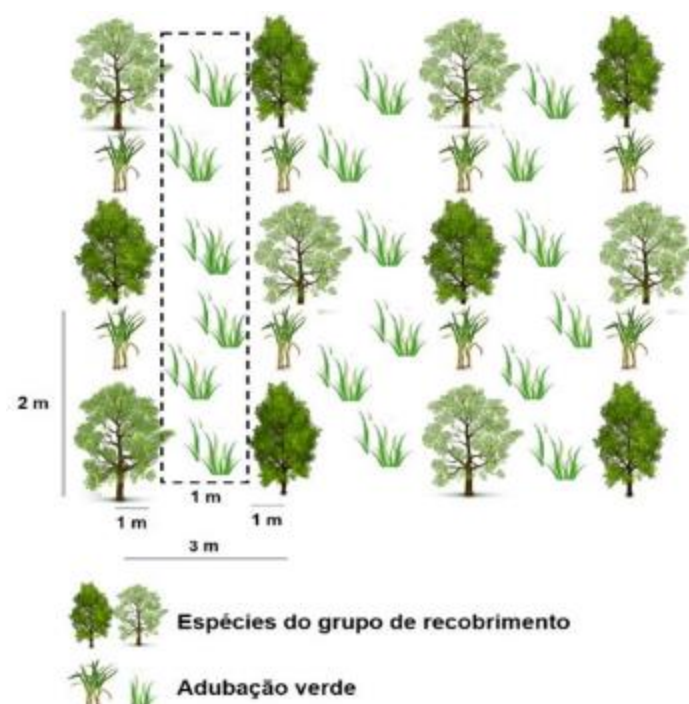 2 m
1 m
1 m
1 m
3 m
Espécies do grupo de recobrimento
Adubação verde